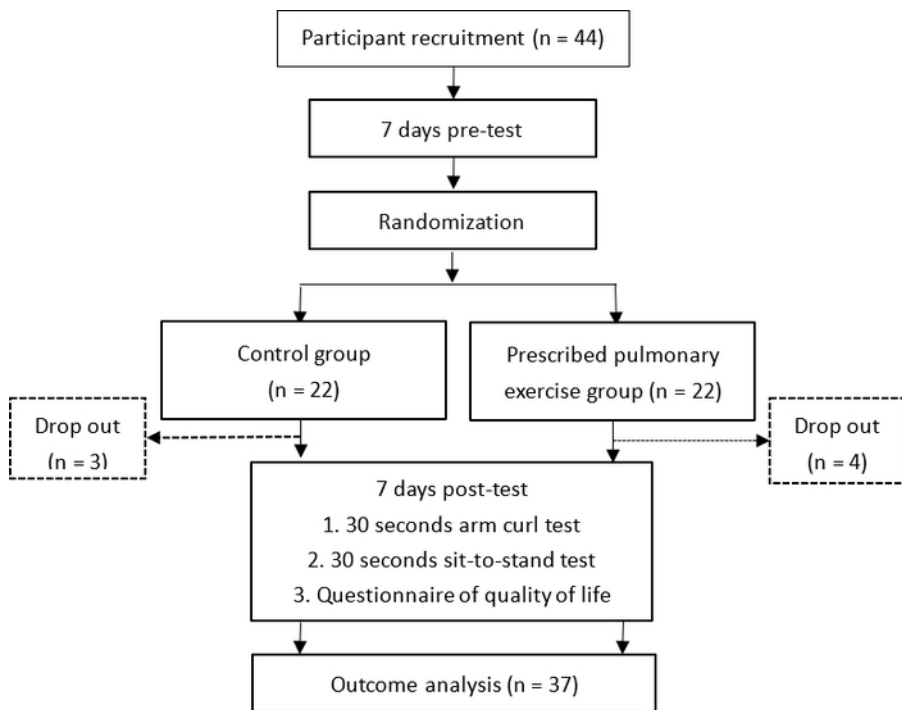 Participant recruitment (n = 44)
7 days pre-test
Randomization
Control group
(n = 22)
Prescribed pulmonary
exercise group (n = 22)
Drop out
(n = 3)
Drop out
(n = 4)
7 days post-test
1. 30 seconds arm curl test
2. 30 seconds sit-to-stand test
3. Questionnaire of quality of life
Outcome analysis (n = 37)